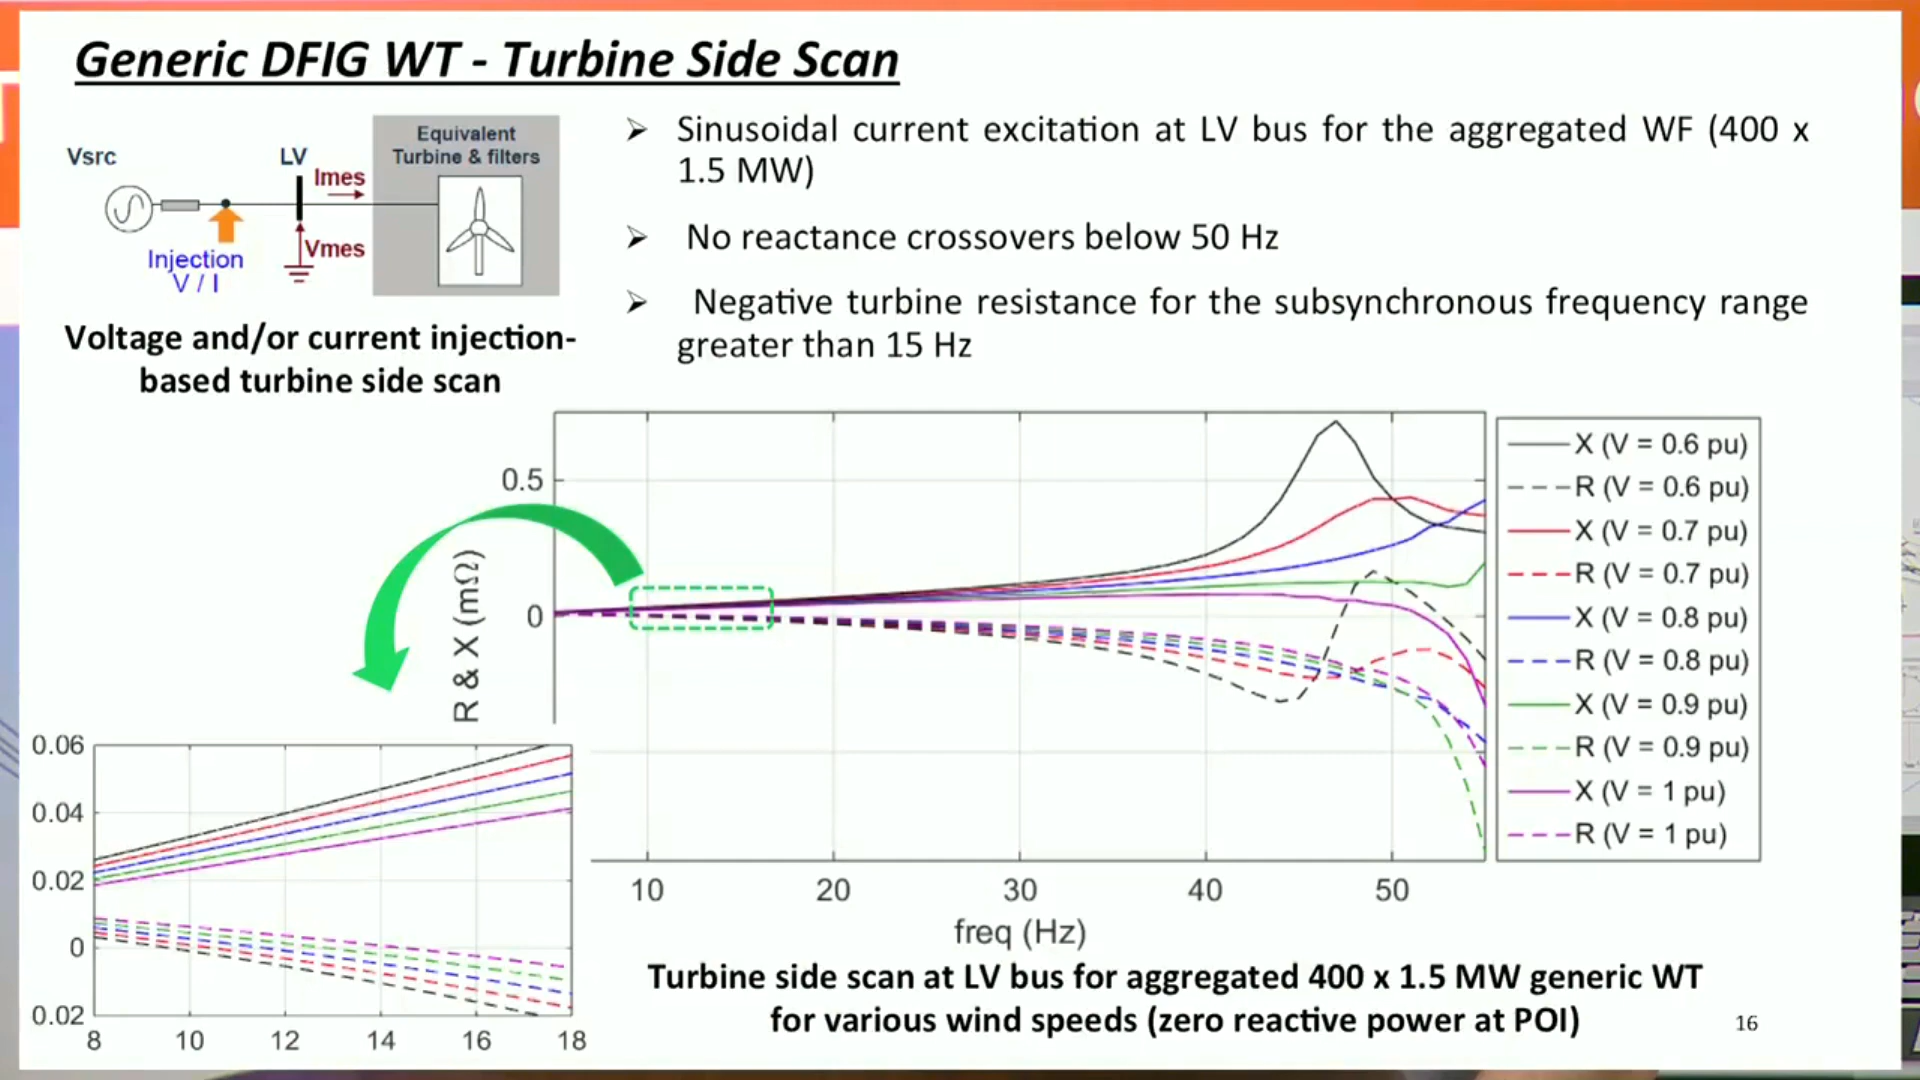 Generic DFIG WT - Turbine Side Scan
Vsrc
LV
Imes
Vmes
Injection
V / I
Equivalent
Turbine & filters
Voltage and/or current injection-
based turbine side scan
➢ Sinusoidal current excitation at LV bus for the aggregated WF (400 x
1.5 MW)
➢ No reactance crossovers below 50 Hz
➢ Negative turbine resistance for the subsynchronous frequency range
greater than 15 Hz
0.5
0
R & X (mΩ)
10 20 30 40 50
freq (Hz)
X (V = 0.6 pu)
R (V = 0.6 pu)
X (V = 0.7 pu)
R (V = 0.7 pu)
X (V = 0.8 pu)
R (V = 0.8 pu)
X (V = 0.9 pu)
R (V = 0.9 pu)
X (V = 1 pu)
R (V = 1 pu)
0.06
0.04
0.02
0
0.02
8 10 12 14 16 18
Turbine side scan at LV bus for aggregated 400 x 1.5 MW generic WT
for various wind speeds (zero reactive power at POI)
16